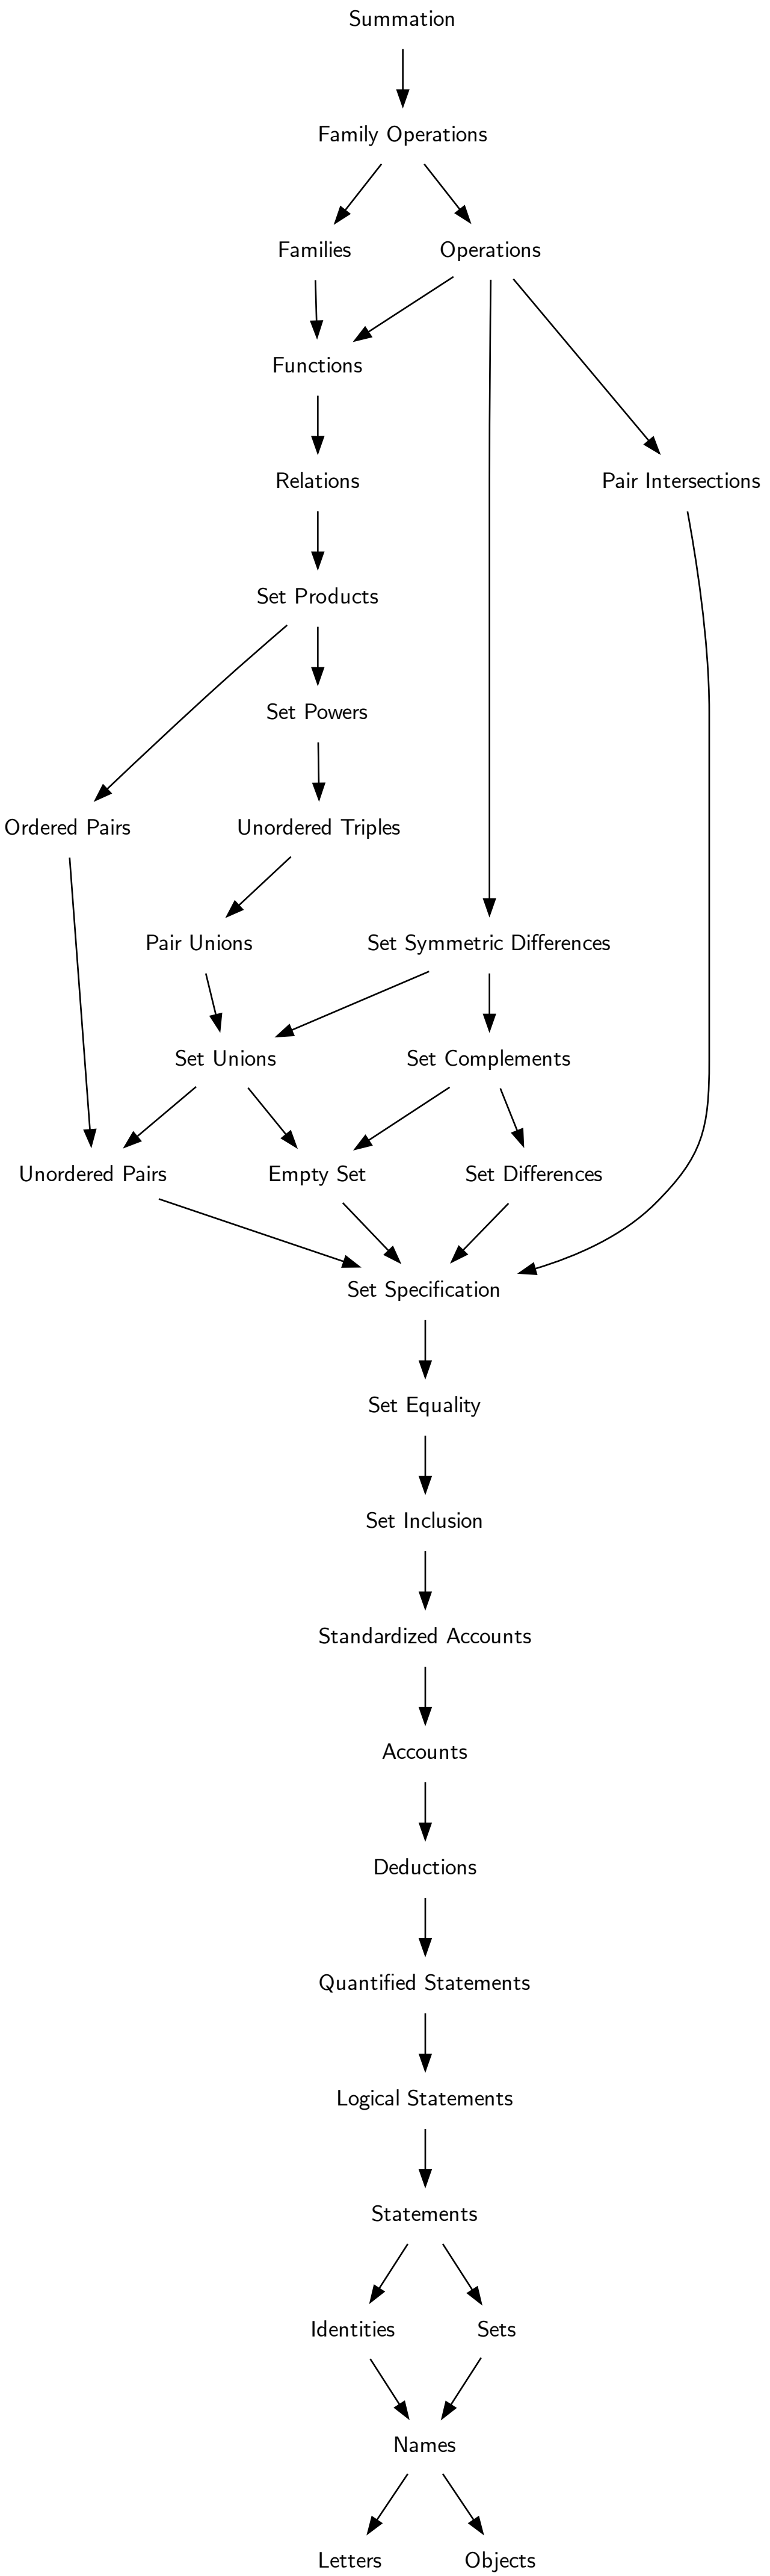 Summation
Family Operations
Families
Operations
Functions
Relations
Pair Intersections
Set Products
Set Powers
Ordered Pairs
Unordered Triples
Pair Unions
Set Symmetric Differences
Set Unions
Set Complements
Unordered Pairs
Empty Set
Set Differences
Set Specification
Set Equality
Set Inclusion
Standardized Accounts
Accounts
Deductions
Quantified Statements
Logical Statements
Statements
Identities
Sets
Names
Letters
Objects